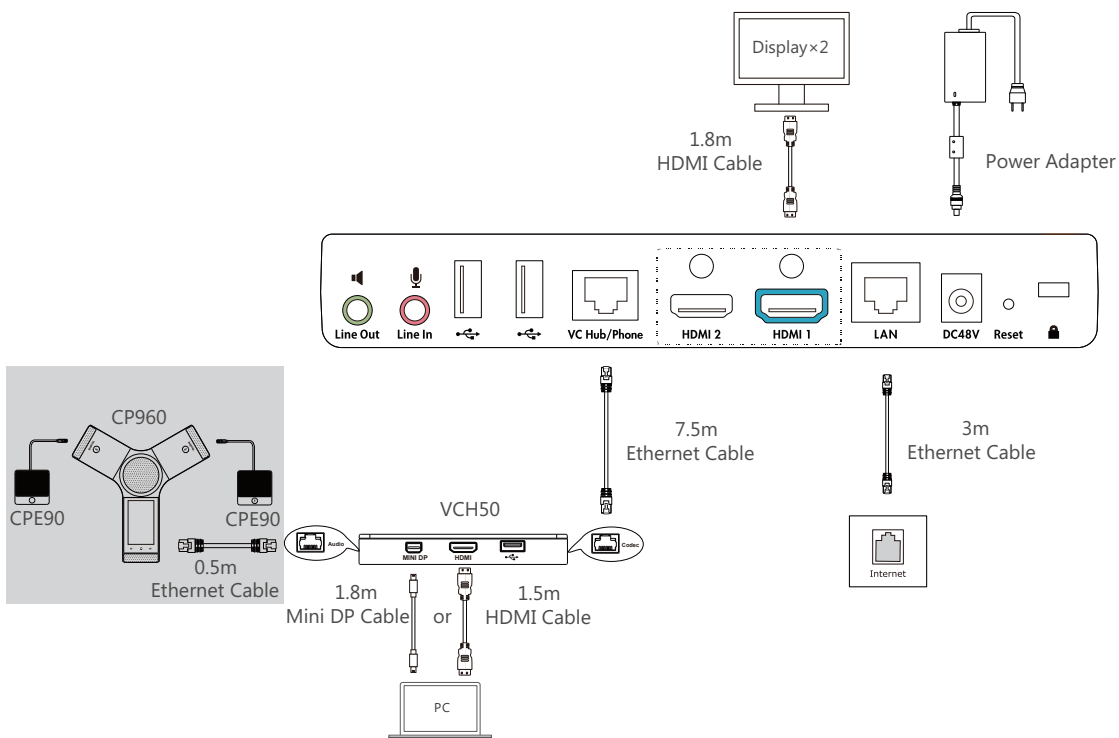 Display×2
1.8m
HDMI Cable
Power Adapter
Line Out
Line In
VC Hub/Phone
HDMI 2
HDMI 1
LAN
DC48V
Reset
CP960
CPE90
CPE90
0.5m
Ethernet Cable
7.5m
Ethernet Cable
3m
Ethernet Cable
VCH50
Audio
MINI DP
HDMI
Codec
Internet
1.8m
Mini DP Cable
or
1.5m
HDMI Cable
PC